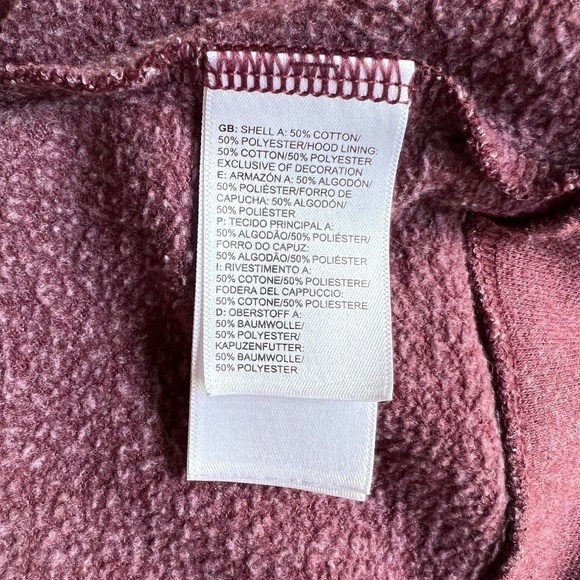 GB: SHELL A: 50% COTTON/
50% POLYESTER/HOOD LINING:
50% COTTON/50% POLYESTER
EXCLUSIVE OF DECORATION
E: ARMAZÓN A: 50% ALGODÓN/
50% POLIÉSTER/FORRO DE
CAPUCHA: 50% ALGODÓN/
50% POLIÉSTER
P: TECIDO PRINCIPAL A:
50% ALGODÃO/50% POLIÉSTER/
FORRO DO CAPUZ:
50% ALGODÃO/50% POLIÉSTER
I: RIVESTIMENTO A:
50% COTONE/50% POLIESTERE/
FODERA DEL CAPPUCCIO:
50% COTONE/50% POLIESTERE
D: OBERSTOFF A:
50% BAUMWOLLE/
50% POLYESTER/
KAPUZENFUTTER:
50% BAUMWOLLE/
50% POLYESTER